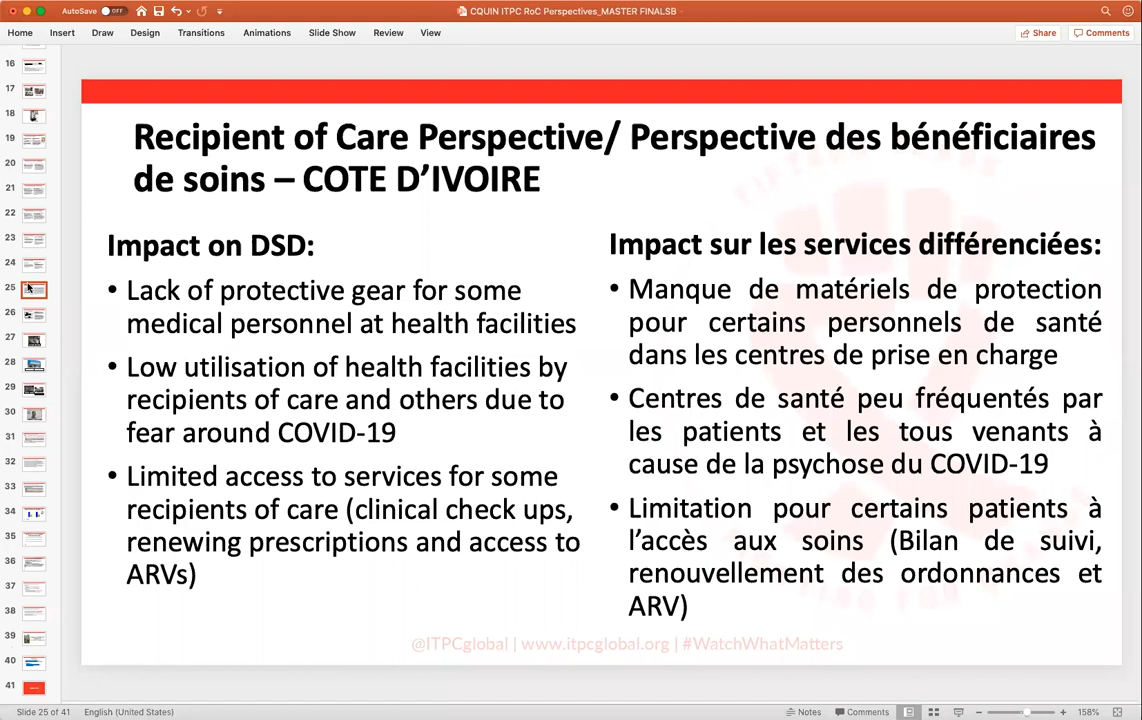 AutoSave OFF
CQUIN ITPC RoC Perspectives_MASTER FINALSB
Home Insert Draw Design Transitions Animations Slide Show Review View Share Comments
16
17
18
19
20
21
22
23
24
25
26
27
28
29
30
31
32
33
34
35
36
37
38
39
40
41
Recipient of Care Perspective/ Perspective des bénéficiaires
de soins – COTE D’IVOIRE
Impact on DSD:
• Lack of protective gear for some
medical personnel at health facilities
• Low utilisation of health facilities by
recipients of care and others due to
fear around COVID-19
• Limited access to services for some
recipients of care (clinical check ups,
renewing prescriptions and access to
ARVs)
Impact sur les services différenciées:
• Manque de matériels de protection
pour certains personnels de santé
dans les centres de prise en charge
• Centres de santé peu fréquentés par
les patients et les tous venants à
cause de la psychose du COVID-19
• Limitation pour certains patients à
l’accès aux soins (Bilan de suivi,
renouvellement des ordonnances et
ARV)
@ITPCglobal | www.itpcglobal.org | #WatchWhatMatters
Slide 25 of 41 English (United States) Notes Comments 158%